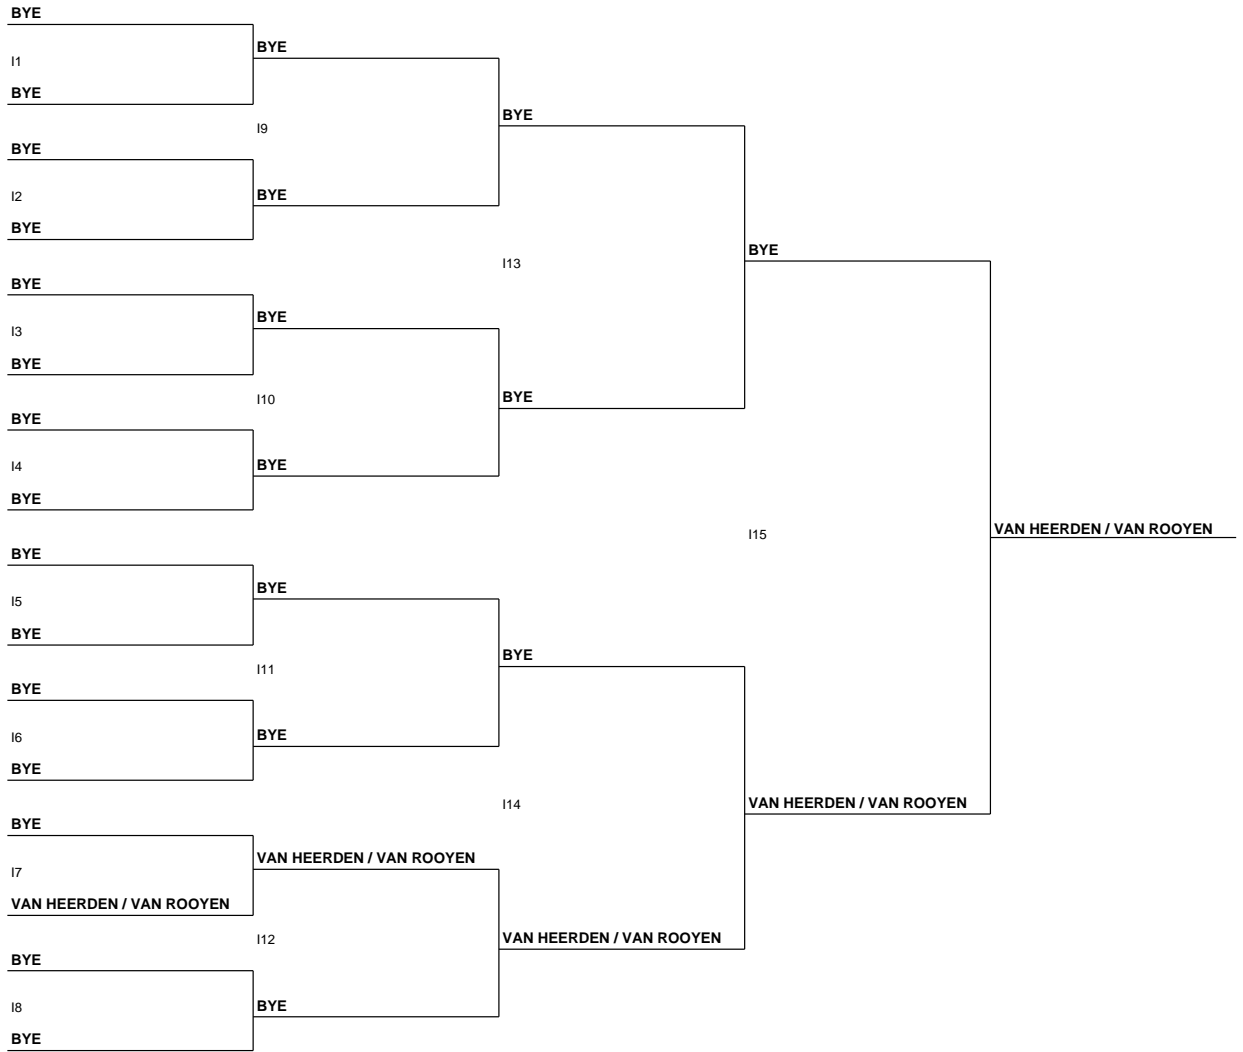 BYE
BYE
I1
BYE
BYE
I9
BYE
BYE
I2
BYE
BYE
I13
BYE
BYE
I3
BYE
BYE
I10
BYE
BYE
I4
BYE
BYE
I15
VAN HEERDEN / VAN ROOYEN
BYE
BYE
I5
BYE
BYE
I11
BYE
I6
BYE
BYE
I14
VAN HEERDEN / VAN ROOYEN
BYE
VAN HEERDEN / VAN ROOYEN
I7
VAN HEERDEN / VAN ROOYEN
I12
VAN HEERDEN / VAN ROOYEN
BYE
I8
BYE
BYE